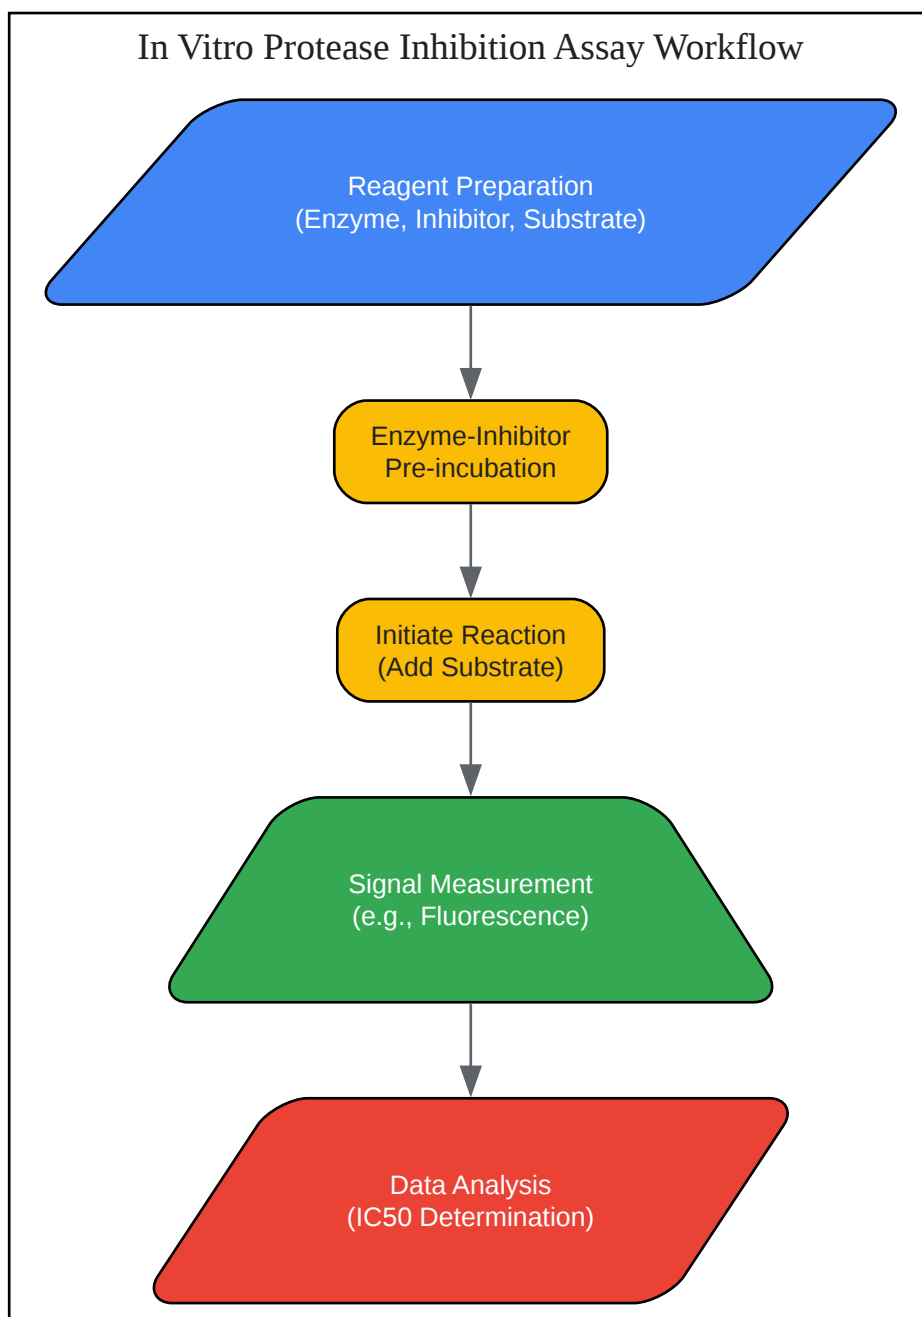 In Vitro Protease Inhibition Assay Workflow
Reagent Preparation
(Enzyme, Inhibitor, Substrate)
Enzyme-Inhibitor
Pre-incubation
Initiate Reaction
(Add Substrate)
Signal Measurement
(e.g., Fluorescence)
Data Analysis
(IC50 Determination)